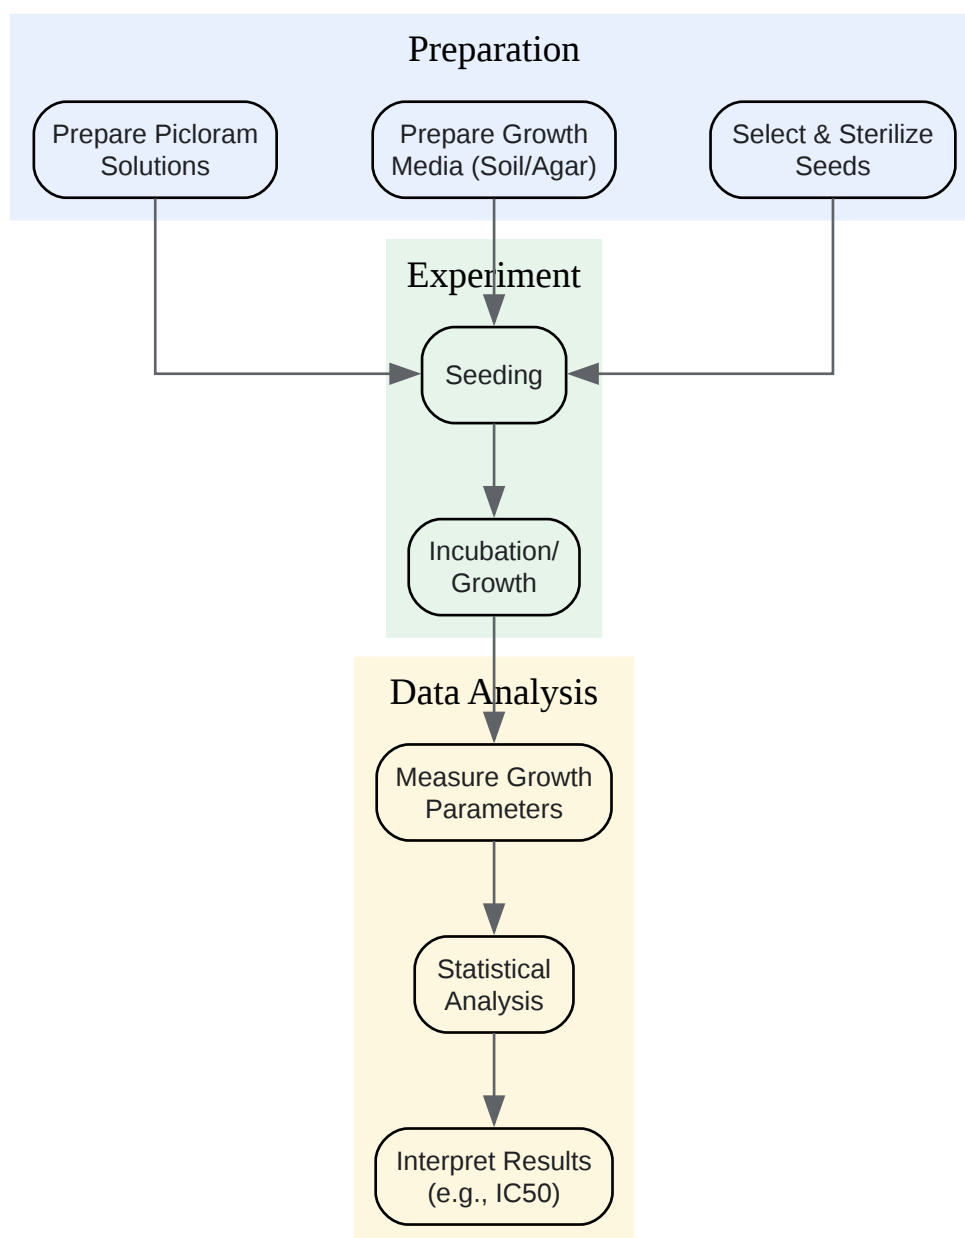 Preparation
Prepare Picloram
Solutions
Prepare Growth
Media (Soil/Agar)
Select & Sterilize
Seeds
Experiment
Seeding
Incubation/
Growth
Data Analysis
Measure Growth
Parameters
Statistical
Analysis
Interpret Results
(e.g., IC50)